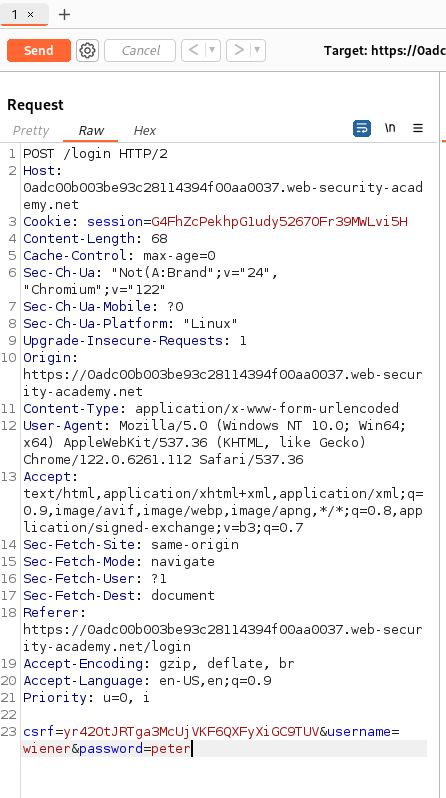 1 ×
+
Send
Cancel
< ▾
> ▾
Target: https://0adc
Request
Pretty
Raw
Hex
\n
1 POST /login HTTP/2
2 Host:
0adc00b003be93c28114394f00aa0037.web-security-acad
emy.net
3 Cookie: session=G4FhZcPekhpG1udy5267OFr39MWLvi5H
4 Content-Length: 68
5 Cache-Control: max-age=0
6 Sec-Ch-Ua: "Not(A:Brand";v="24",
"Chromium";v="122"
7 Sec-Ch-Ua-Mobile: ?0
8 Sec-Ch-Ua-Platform: "Linux"
9 Upgrade-Insecure-Requests: 1
10 Origin:
https://0adc00b003be93c28114394f00aa0037.web-secur
ity-academy.net
11 Content-Type: application/x-www-form-urlencoded
12 User-Agent: Mozilla/5.0 (Windows NT 10.0; Win64;
x64) AppleWebKit/537.36 (KHTML, like Gecko)
Chrome/122.0.6261.112 Safari/537.36
13 Accept:
text/html,application/xhtml+xml,application/xml;q=
0.9,image/avif,image/webp,image/apng,*/*;q=0.8,app
lication/signed-exchange;v=b3;q=0.7
14 Sec-Fetch-Site: same-origin
15 Sec-Fetch-Mode: navigate
16 Sec-Fetch-User: ?1
17 Sec-Fetch-Dest: document
18 Referer:
https://0adc00b003be93c28114394f00aa0037.web-secur
ity-academy.net/login
19 Accept-Encoding: gzip, deflate, br
20 Accept-Language: en-US,en;q=0.9
21 Priority: u=0, i
22
23 csrf=yr42OtJRTga3McUjVKF6QXFyXiGC9TUV&username=
wiener&password=peter